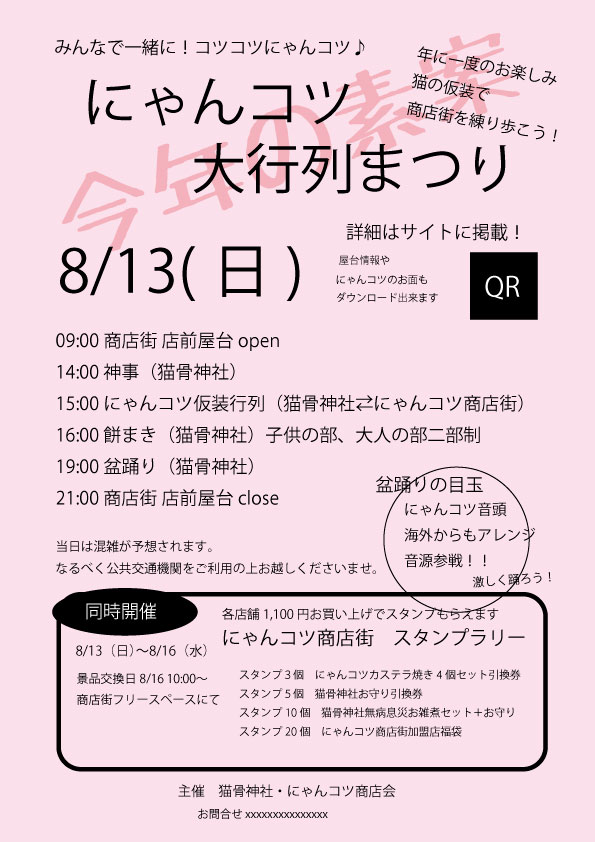 みんなで一緒に！コツコツにゃんコツ♪
年に一度のお楽しみ
猫の仮装で
商店街を練り歩こう！
今年の素案
にゃんコツ
大行列まつり
詳細はサイトに掲載！
8/13(日)
屋台情報や
にゃんコツのお面も
ダウンロード出来ます
QR
09:00 商店街 店前屋台 open
14:00 神事（猫骨神社）
15:00 にゃんコツ仮装行列（猫骨神社⇄にゃんコツ商店街）
16:00 餅まき（猫骨神社）子供の部、大人の部二部制
19:00 盆踊り（猫骨神社）
21:00 商店街 店前屋台 close
盆踊りの目玉
にゃんコツ音頭
海外からもアレンジ
音源参戦！！
激しく踊ろう！
当日は混雑が予想されます。
なるべく公共交通機関をご利用の上お越しくださいませ。
同時開催
8/13（日）～8/16（水）
景品交換日 8/16 10:00～
商店街フリースペースにて
各店舗 1,100 円お買い上げでスタンプもらえます
にゃんコツ商店街　スタンプラリー
スタンプ 3 個　にゃんコツカステラ焼き 4 個セット引換券
スタンプ 5 個　猫骨神社お守り引換券
スタンプ 10 個　猫骨神社無病息災お雑煮セット＋お守り
スタンプ 20 個　にゃんコツ商店街加盟店福袋
主催　猫骨神社・にゃんコツ商店会
お問合せ xxxxxxxxxxxxxxx